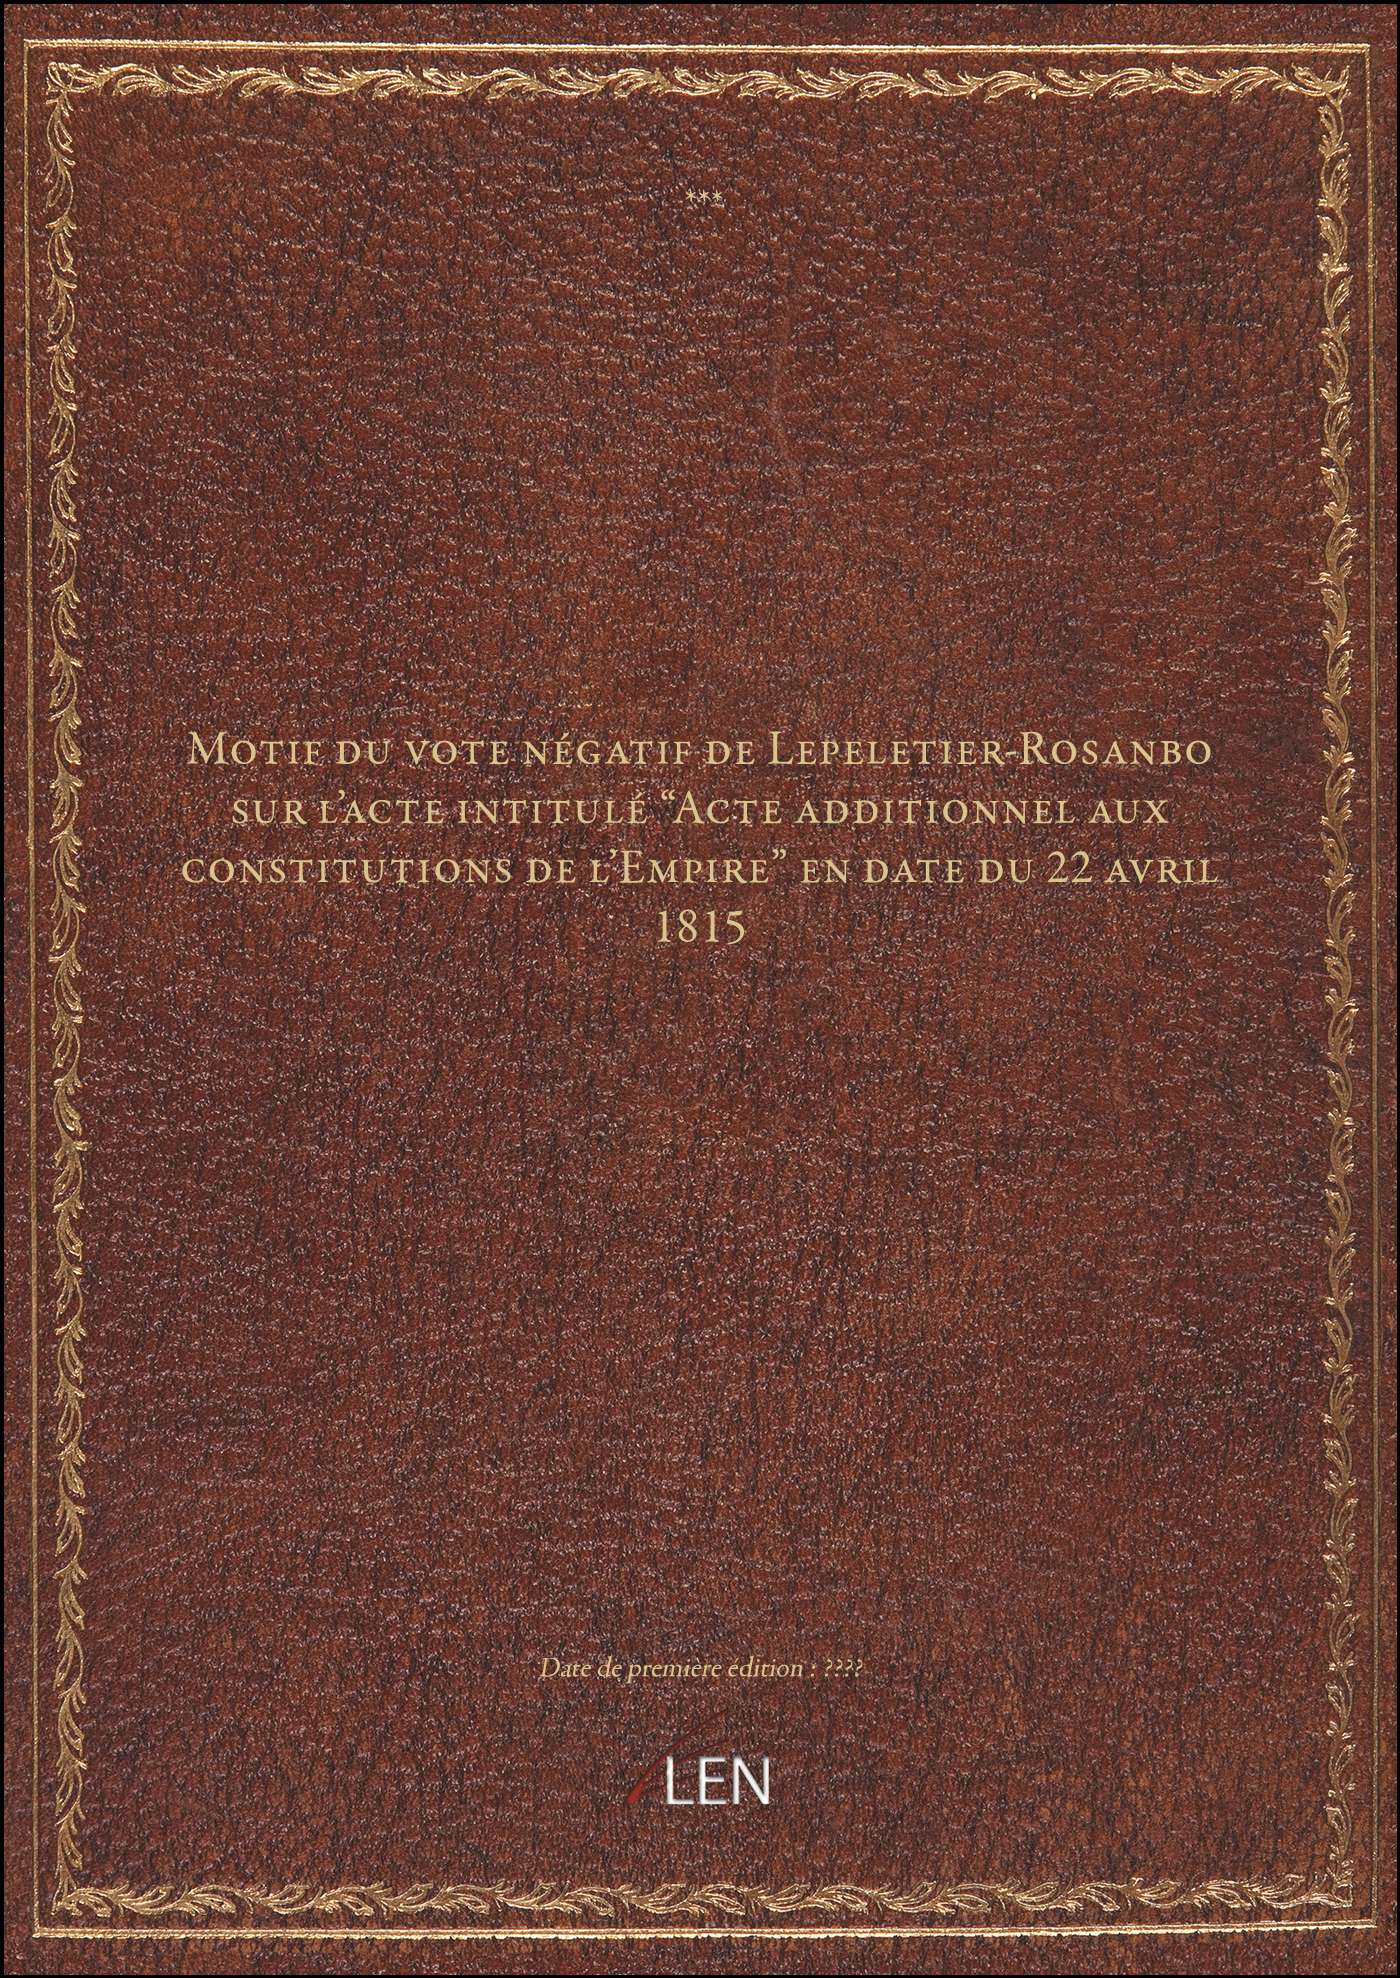 ***
Motif du vote négatif de Lepeletier-Rosanbo
sur l'acte intitulé “Acte additionnel aux
constitutions de l'Empire” en date du 22 avril
1815
Date de première édition : ????
LEN